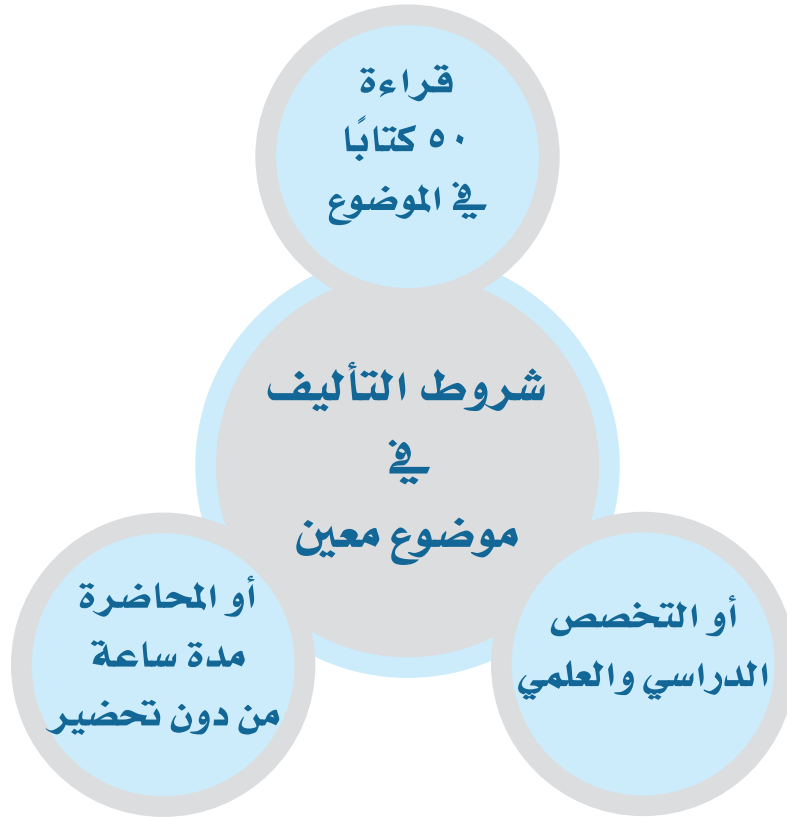 قراءة
٥٠ كتابًا
في الموضوع
شروط التأليف
في
موضوع معين
أو التخصص
الدراسي والعلمي
أو المحاضرة
مدة ساعة
من دون تحضير